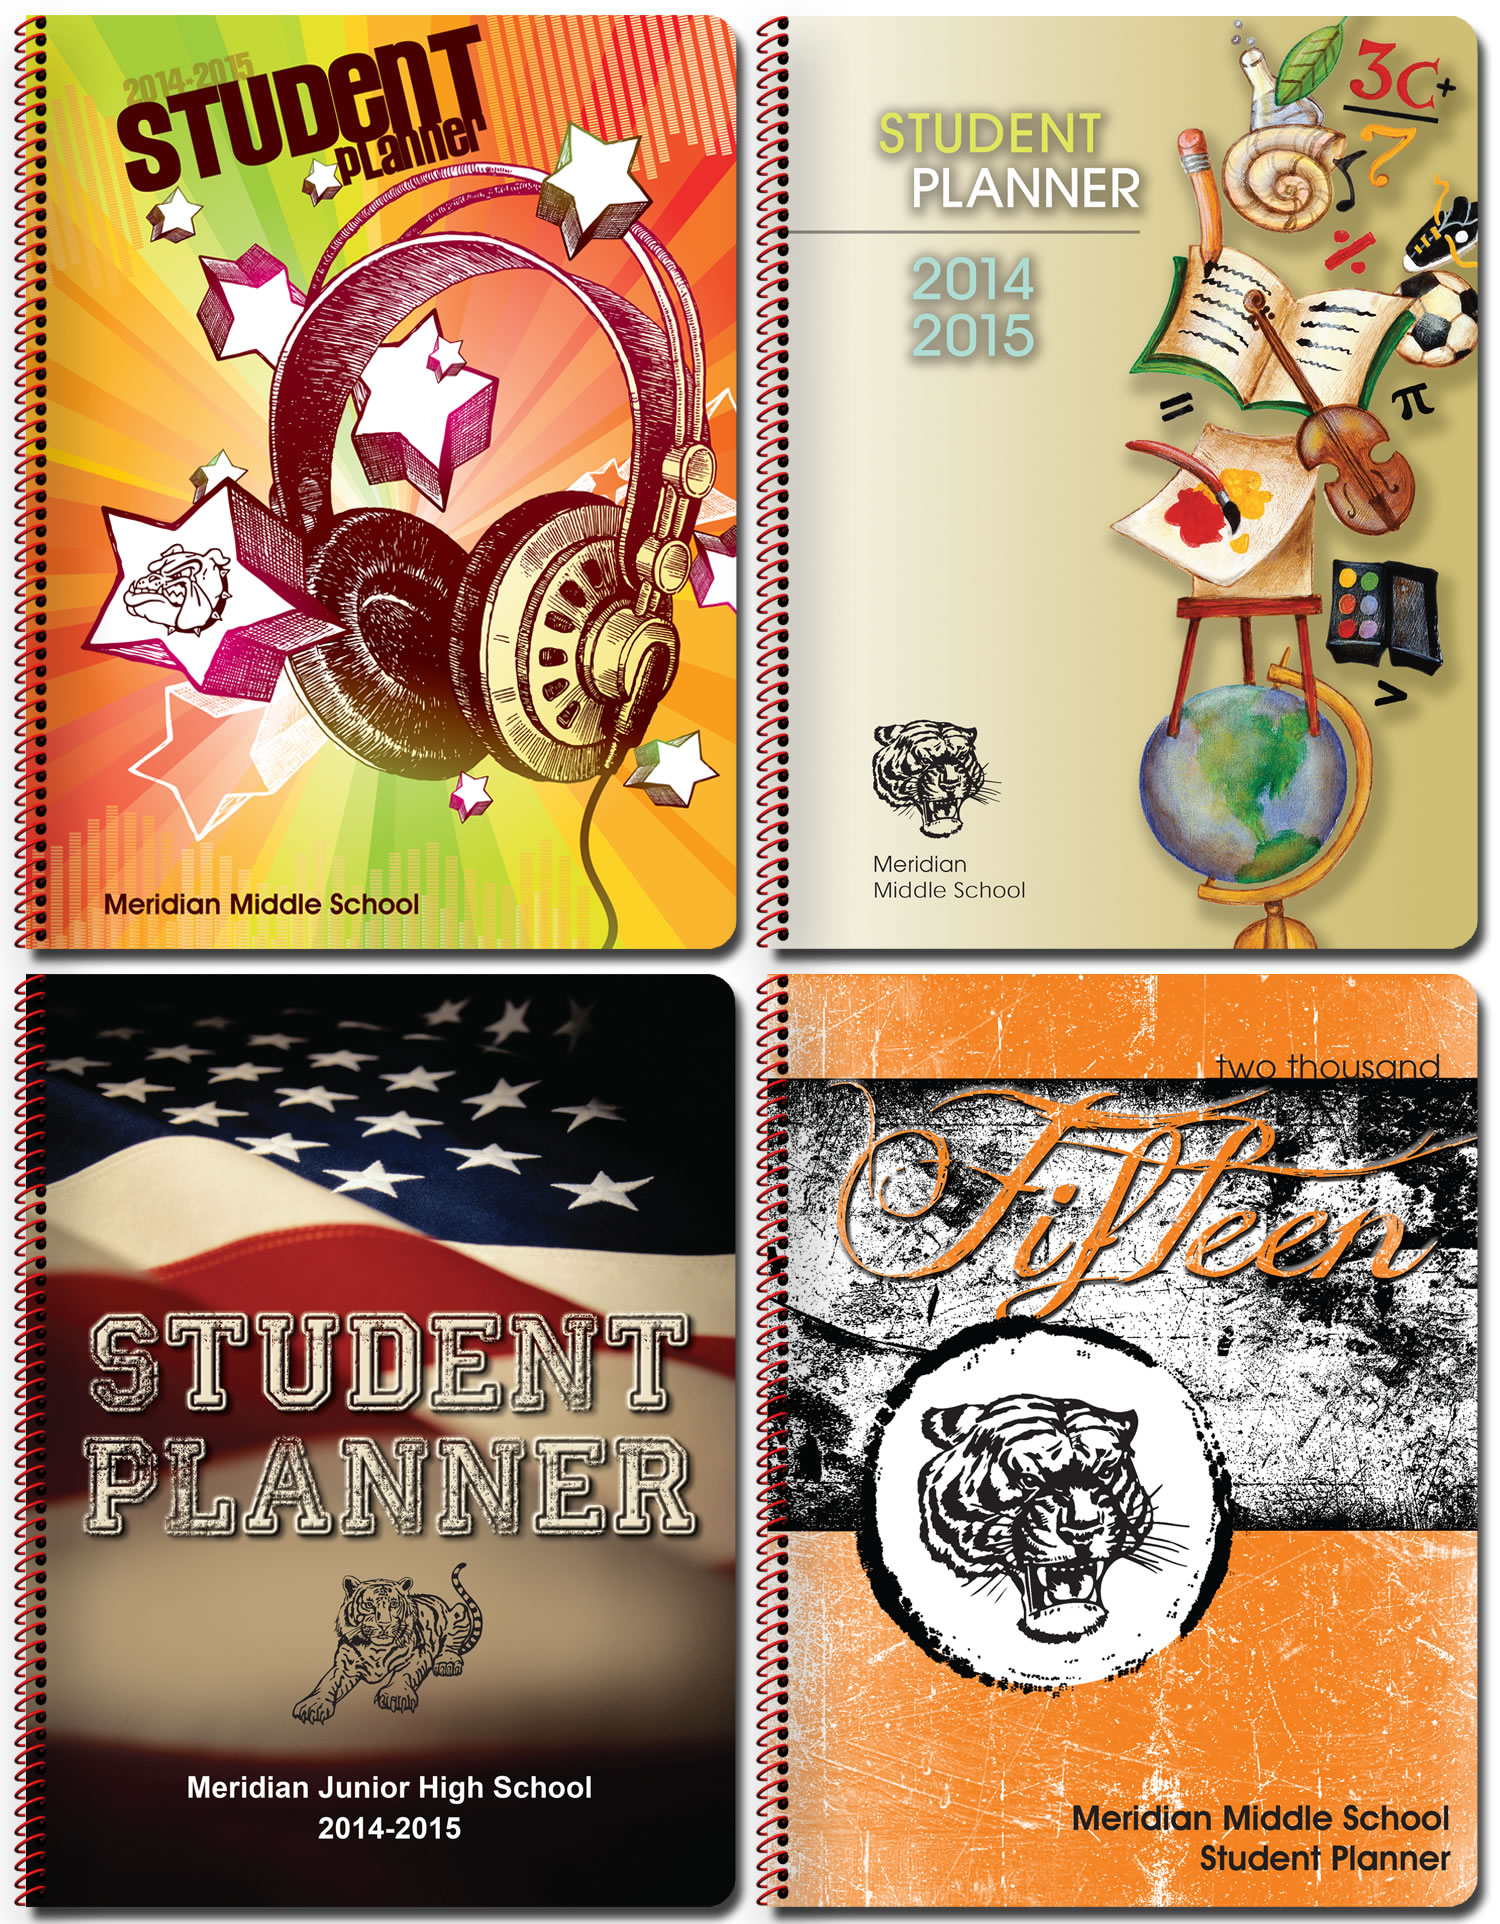 2014★2015
STUDENT
PLANNER
Meridian Middle School
STUDENT
PLANNER
2014
2015
3C+
7
÷
=
π
>
Meridian
Middle School
STUDENT
PLANNER
Meridian Junior High School
2014-2015
two thousand
Fifteen
Meridian Middle School
Student Planner